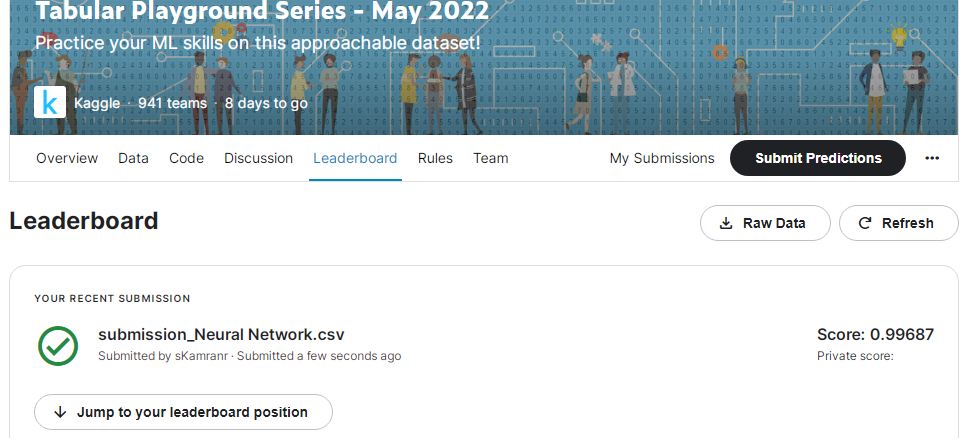 Tabular Playground Series - May 2022
Practice your ML skills on this approachable dataset!
k Kaggle · 941 teams · 8 days to go
Overview Data Code Discussion Leaderboard Rules Team My Submissions Submit Predictions ···
Leaderboard Raw Data Refresh
YOUR RECENT SUBMISSION
submission_Neural Network.csv Score: 0.99687
Submitted by sKamranr · Submitted a few seconds ago Private score:
Jump to your leaderboard position